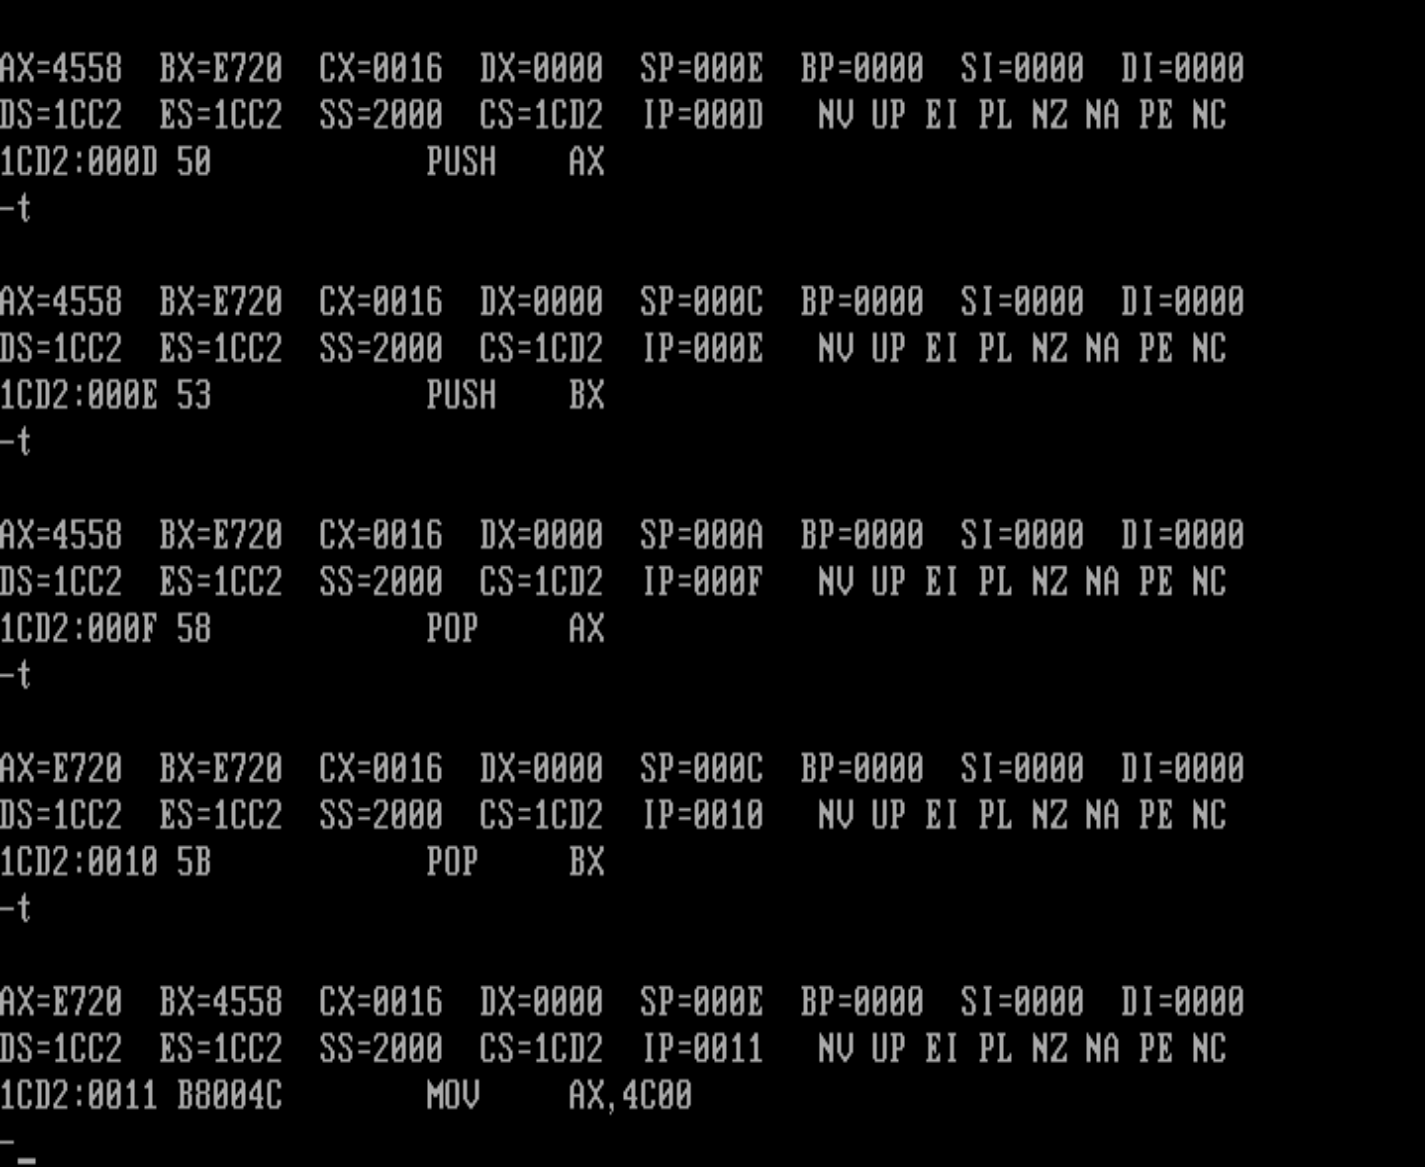 AX=4558  BX=E720  CX=0016  DX=0000  SP=000E  BP=0000  SI=0000  DI=0000
DS=1CC2  ES=1CC2  SS=2000  CS=1CD2  IP=000D   NV UP EI PL NZ NA PE NC
1CD2:000D 50            PUSH    AX
-t
AX=4558  BX=E720  CX=0016  DX=0000  SP=000C  BP=0000  SI=0000  DI=0000
DS=1CC2  ES=1CC2  SS=2000  CS=1CD2  IP=000E   NV UP EI PL NZ NA PE NC
1CD2:000E 53            PUSH    BX
-t
AX=4558  BX=E720  CX=0016  DX=0000  SP=000A  BP=0000  SI=0000  DI=0000
DS=1CC2  ES=1CC2  SS=2000  CS=1CD2  IP=000F   NV UP EI PL NZ NA PE NC
1CD2:000F 58            POP     AX
-t
AX=E720  BX=E720  CX=0016  DX=0000  SP=000C  BP=0000  SI=0000  DI=0000
DS=1CC2  ES=1CC2  SS=2000  CS=1CD2  IP=0010   NV UP EI PL NZ NA PE NC
1CD2:0010 5B            POP     BX
-t
AX=E720  BX=4558  CX=0016  DX=0000  SP=000E  BP=0000  SI=0000  DI=0000
DS=1CC2  ES=1CC2  SS=2000  CS=1CD2  IP=0011   NV UP EI PL NZ NA PE NC
1CD2:0011 B8004C        MOV     AX,4C00
-_